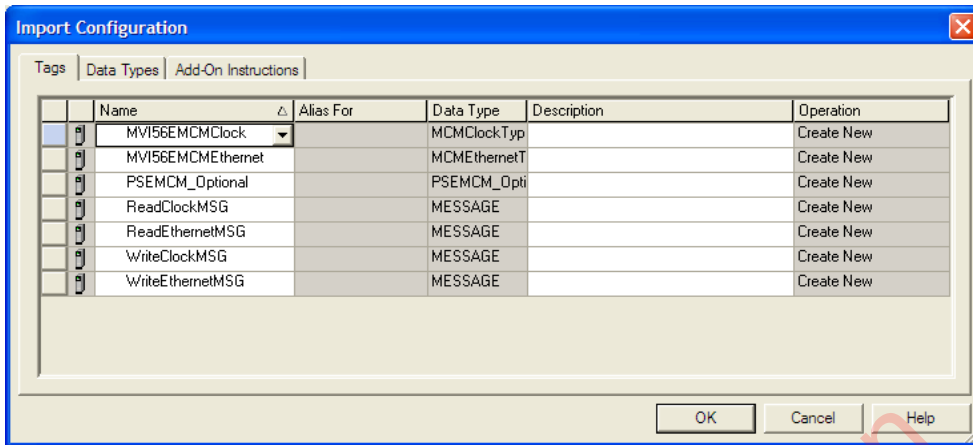 Import Configuration
Tags Data Types Add-On Instructions
Name Alias For Data Type Description Operation
MVI56EMCMClock MCMClockTyp Create New
MVI56EMCMEthernet MCMEthernetT Create New
PSEMCM_Optional PSEMCM_Opti Create New
ReadClockMSG MESSAGE Create New
ReadEthernetMSG MESSAGE Create New
WriteClockMSG MESSAGE Create New
WriteEthernetMSG MESSAGE Create New
OK Cancel Help